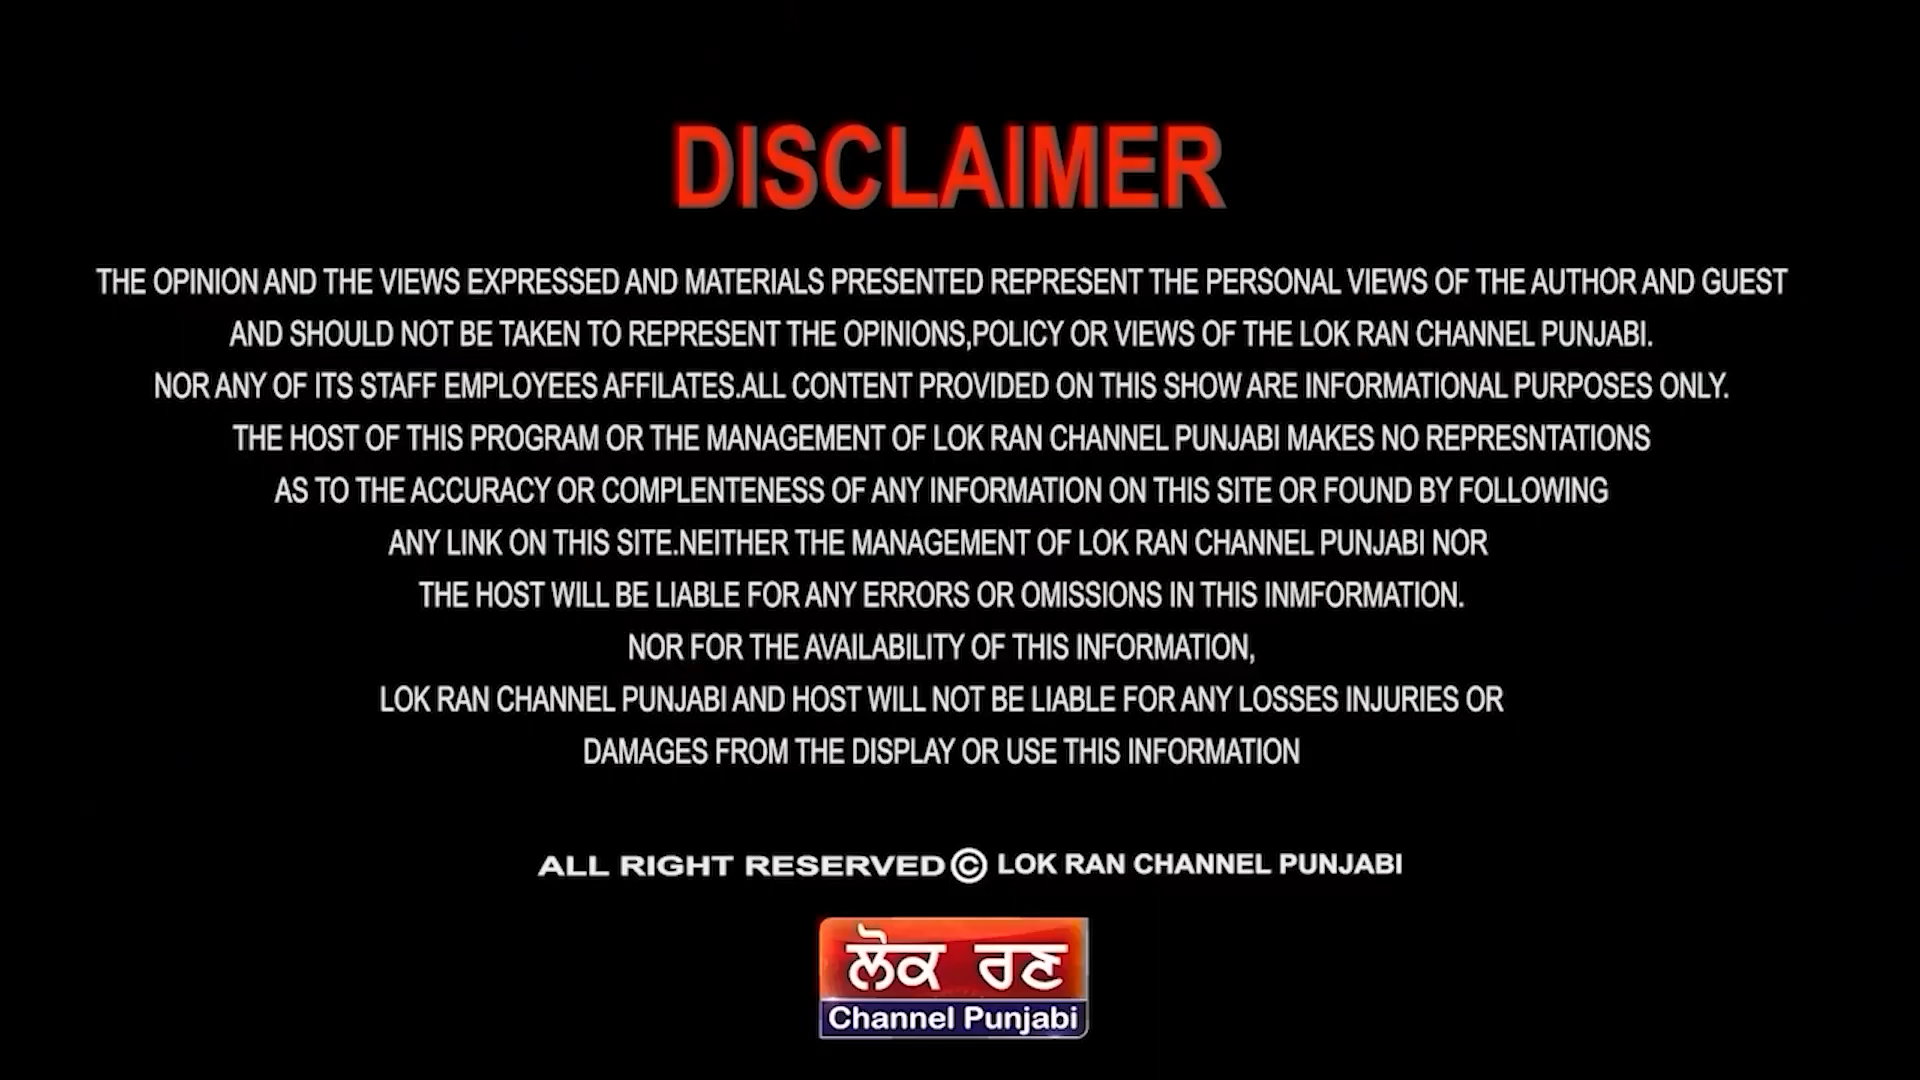 DISCLAIMER
THE OPINION AND THE VIEWS EXPRESSED AND MATERIALS PRESENTED REPRESENT THE PERSONAL VIEWS OF THE AUTHOR AND GUEST
AND SHOULD NOT BE TAKEN TO REPRESENT THE OPINIONS,POLICY OR VIEWS OF THE LOK RAN CHANNEL PUNJABI.
NOR ANY OF ITS STAFF EMPLOYEES AFFILATES.ALL CONTENT PROVIDED ON THIS SHOW ARE INFORMATIONAL PURPOSES ONLY.
THE HOST OF THIS PROGRAM OR THE MANAGEMENT OF LOK RAN CHANNEL PUNJABI MAKES NO REPRESNTATIONS
AS TO THE ACCURACY OR COMPLENTENESS OF ANY INFORMATION ON THIS SITE OR FOUND BY FOLLOWING
ANY LINK ON THIS SITE.NEITHER THE MANAGEMENT OF LOK RAN CHANNEL PUNJABI NOR
THE HOST WILL BE LIABLE FOR ANY ERRORS OR OMISSIONS IN THIS INMFORMATION.
NOR FOR THE AVAILABILITY OF THIS INFORMATION,
LOK RAN CHANNEL PUNJABI AND HOST WILL NOT BE LIABLE FOR ANY LOSSES INJURIES OR
DAMAGES FROM THE DISPLAY OR USE THIS INFORMATION
ALL RIGHT RESERVED © LOK RAN CHANNEL PUNJABI
ਲੋਕ ਰਣ
Channel Punjabi